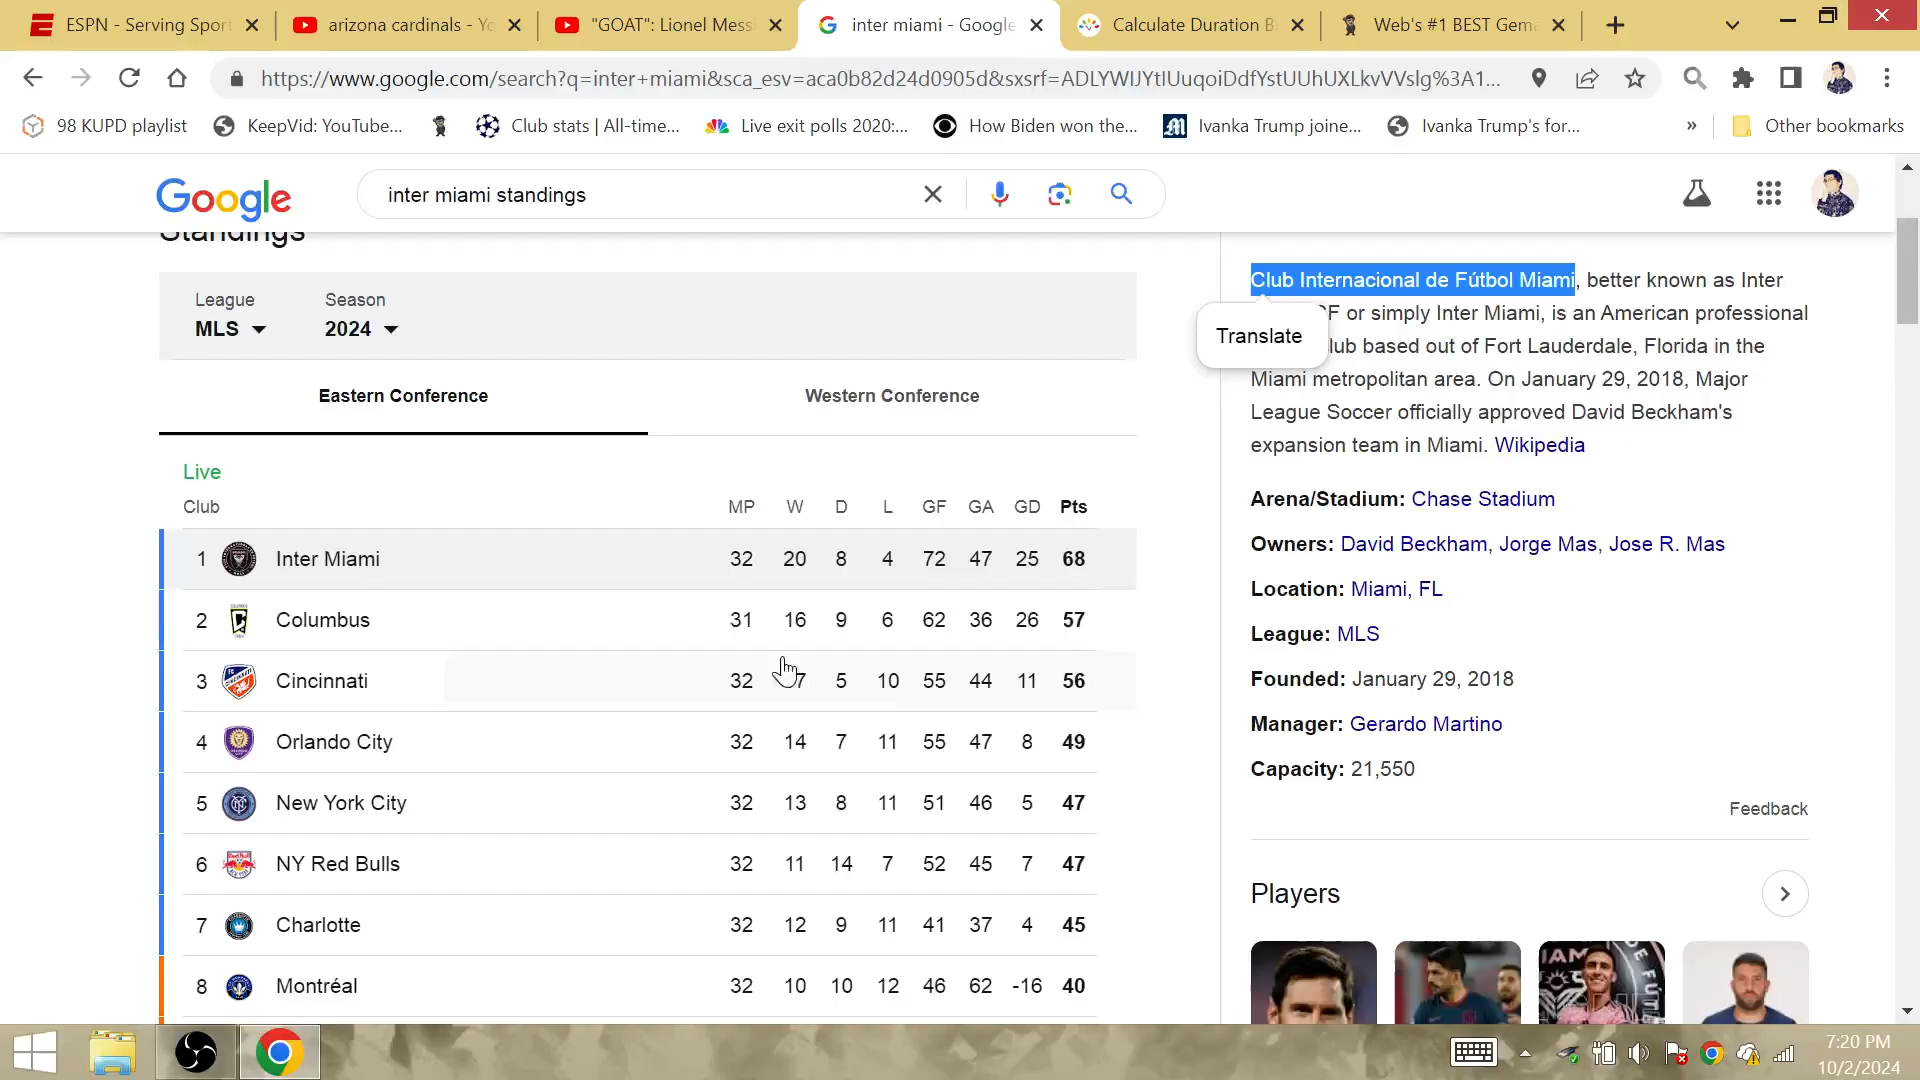 ESPN - Serving Sport
arizona cardinals - Yo
"GOAT": Lionel Mess
inter miami - Google
Calculate Duration B
Web's #1 BEST Gema
https://www.google.com/search?q=inter+miami&sca_esv=aca0b82d24d0905d&sxsrf=ADLYWIJYtIUuqoiDdfYstUUhUXLkvVVslg%3A1...
98 KUPD playlist
KeepVid: YouTube...
Club stats | All-time...
Live exit polls 2020:...
How Biden won the...
Ivanka Trump joine...
Ivanka Trump's for...
»
Other bookmarks
Google
inter miami standings
Standings
League
Season
MLS
2024
Eastern Conference
Western Conference
Live
Club MP W D L GF GA GD Pts
1 Inter Miami 32 20 8 4 72 47 25 68
2 Columbus 31 16 9 6 62 36 26 57
3 Cincinnati 32 7 5 10 55 44 11 56
4 Orlando City 32 14 7 11 55 47 8 49
5 New York City 32 13 8 11 51 46 5 47
6 NY Red Bulls 32 11 14 7 52 45 7 47
7 Charlotte 32 12 9 11 41 37 4 45
8 Montréal 32 10 10 12 46 62 -16 40
Club Internacional de Fútbol Miami, better known as Inter
F or simply Inter Miami, is an American professional
Translate
lub based out of Fort Lauderdale, Florida in the
Miami metropolitan area. On January 29, 2018, Major
League Soccer officially approved David Beckham's
expansion team in Miami. Wikipedia
Arena/Stadium: Chase Stadium
Owners: David Beckham, Jorge Mas, Jose R. Mas
Location: Miami, FL
League: MLS
Founded: January 29, 2018
Manager: Gerardo Martino
Capacity: 21,550
Feedback
Players
7:20 PM
10/2/2024